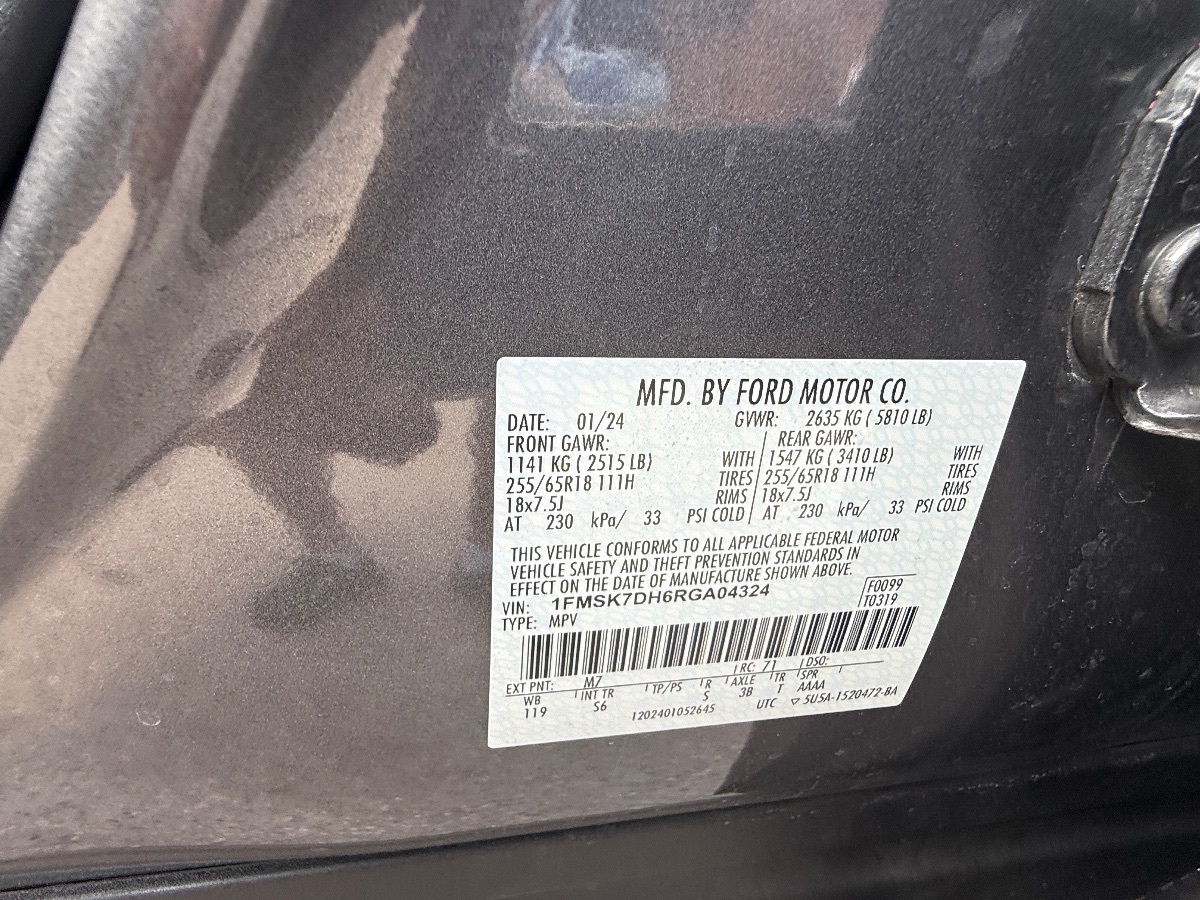 MFD. BY FORD MOTOR CO.
DATE: 01/24 GVWR: 2635 KG ( 5810 LB)
FRONT GAWR: REAR GAWR:
1141 KG ( 2515 LB) WITH 1547 KG ( 3410 LB) WITH
255/65R18 111H TIRES 255/65R18 111H TIRES
18x7.5J RIMS 18x7.5J RIMS
AT 230 kPa/ 33 PSI COLD AT 230 kPa/ 33 PSI COLD
THIS VEHICLE CONFORMS TO ALL APPLICABLE FEDERAL MOTOR
VEHICLE SAFETY AND THEFT PREVENTION STANDARDS IN
EFFECT ON THE DATE OF MANUFACTURE SHOWN ABOVE.
VIN: 1FMSK7DH6RGA04324 F0099
TYPE: MPV T0319
EXT PNT: M7 RC: 71 DSO:
WB INT TR TP/PS R AXLE TR SPR
119 S6 S 3B T AAAA
1202401052645 UTC ▽ 5U5A-1520472-BA